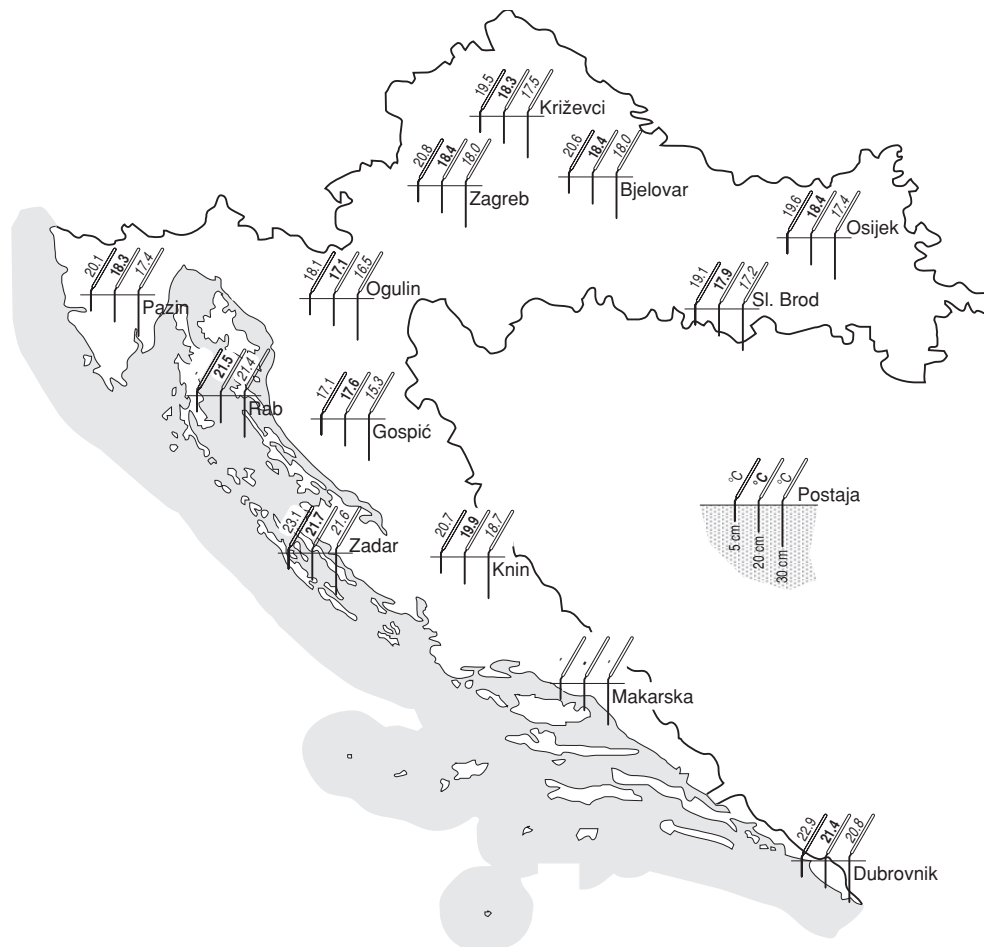 19.5 18.3 17.5
Križevci
20.8 18.4 18.0
Zagreb
20.6 18.4 18.0
Bjelovar
19.6 18.4 17.4
Osijek
20.1 18.3 17.4
Pazin
18.1 17.1 16.5
Ogulin
19.1 17.9 17.2
Sl. Brod
21.5 21.4
Rab
17.1 17.6 15.3
Gospić
°C °C °C
Postaja
5 cm
20 cm
30 cm
23.1 21.7 21.6
Zadar
20.7 19.9 18.7
Knin
- - -
Makarska
22.9 21.4 20.8
Dubrovnik